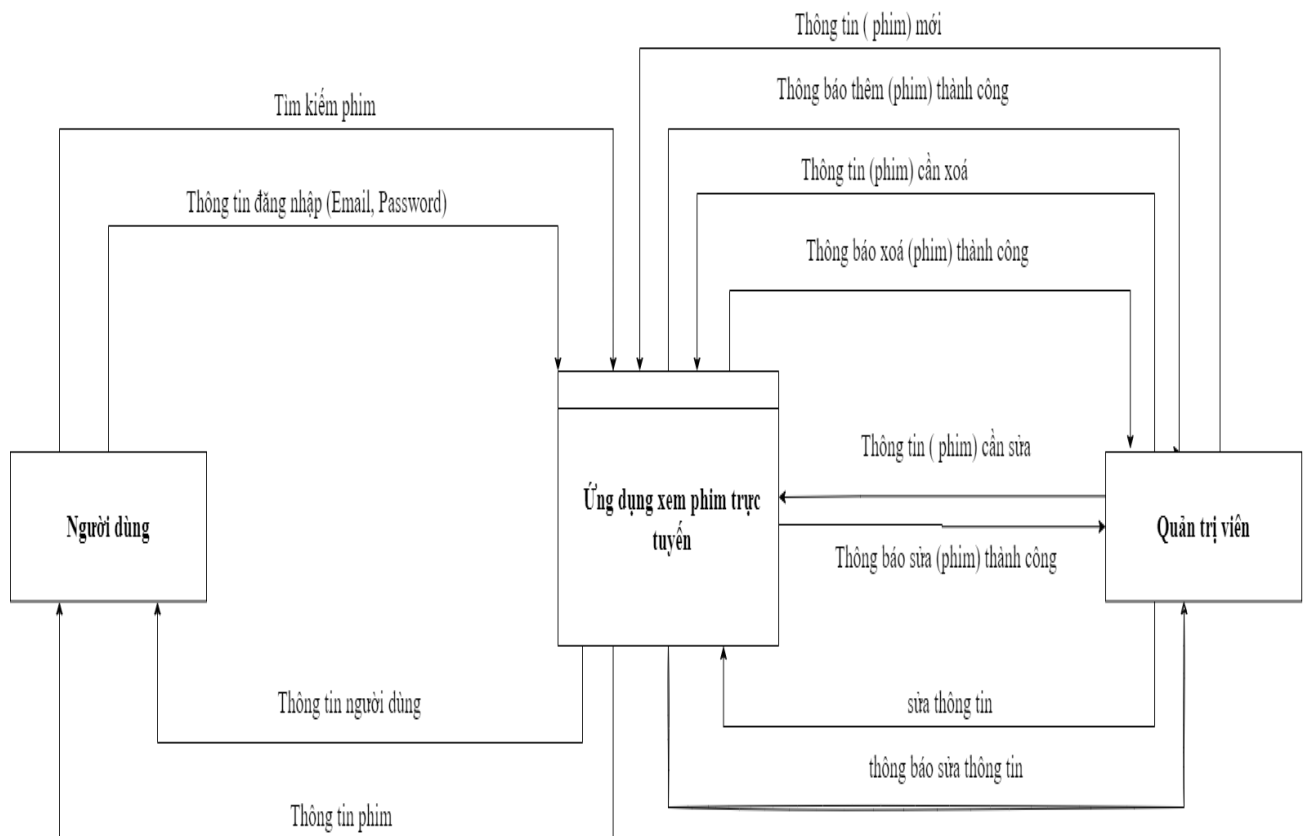 Thông tin ( phim) mới
Thông báo thêm (phim) thành công
Tìm kiếm phim
Thông tin (phim) cần xoá
Thông tin đăng nhập (Email, Password)
Thông báo xoá (phim) thành công
Thông tin ( phim) cần sửa
Người dùng
Ứng dụng xem phim trực
tuyến
Quản trị viên
Thông báo sửa (phim) thành công
Thông tin người dùng
sửa thông tin
thông báo sửa thông tin
Thông tin phim